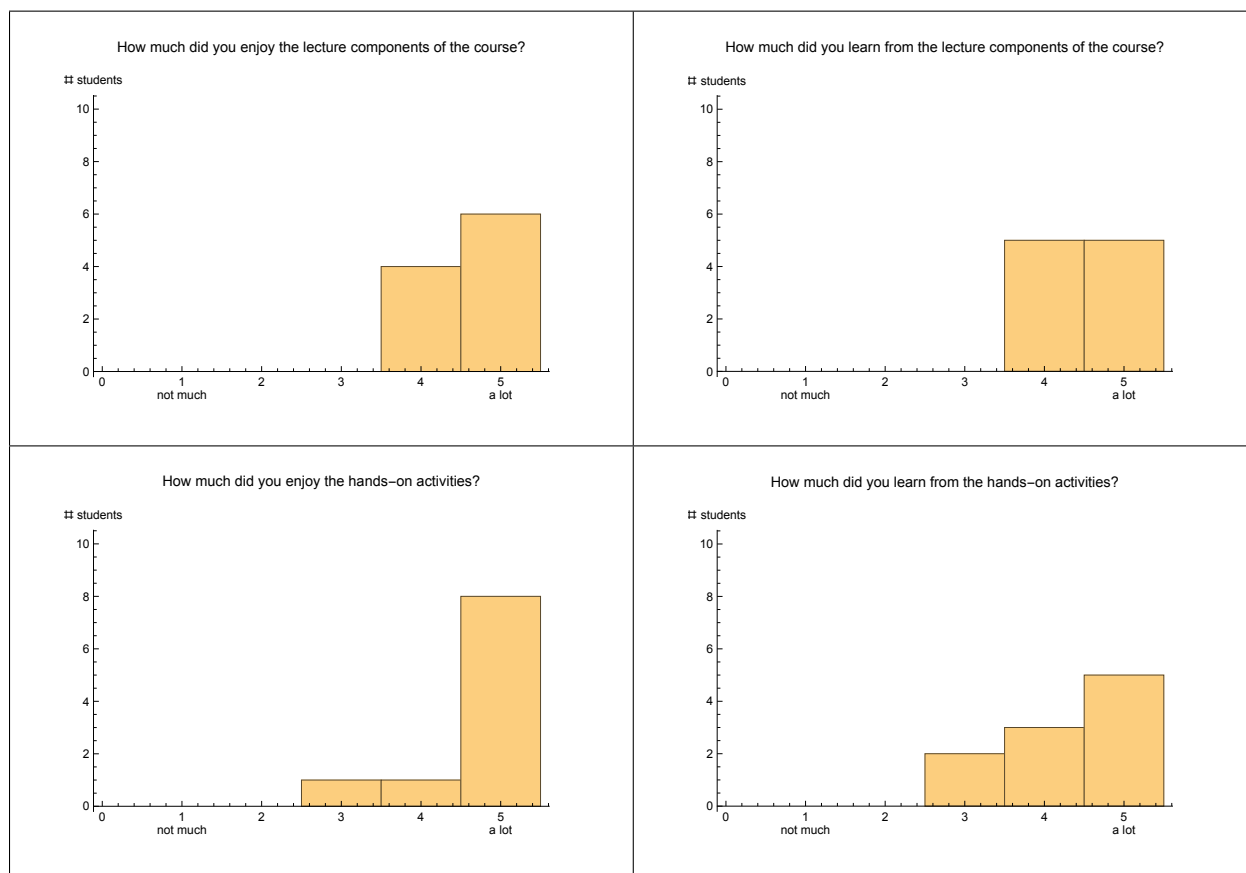 How much did you enjoy the lecture components of the course?
# students
10
8
6
4
2
0
0 1 2 3 4 5
not much a lot
How much did you learn from the lecture components of the course?
# students
10
8
6
4
2
0
0 1 2 3 4 5
not much a lot
How much did you enjoy the hands−on activities?
# students
10
8
6
4
2
0
0 1 2 3 4 5
not much a lot
How much did you learn from the hands−on activities?
# students
10
8
6
4
2
0
0 1 2 3 4 5
not much a lot